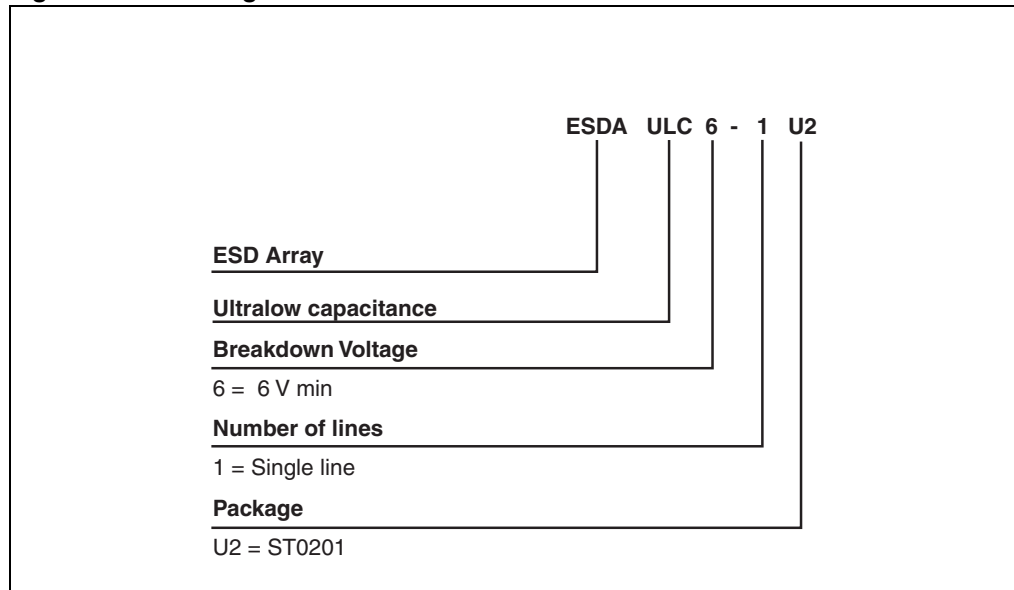 ESDA ULC 6 - 1 U2
ESD Array
Ultralow capacitance
Breakdown Voltage
6 = 6 V min
Number of lines
1 = Single line
Package
U2 = ST0201